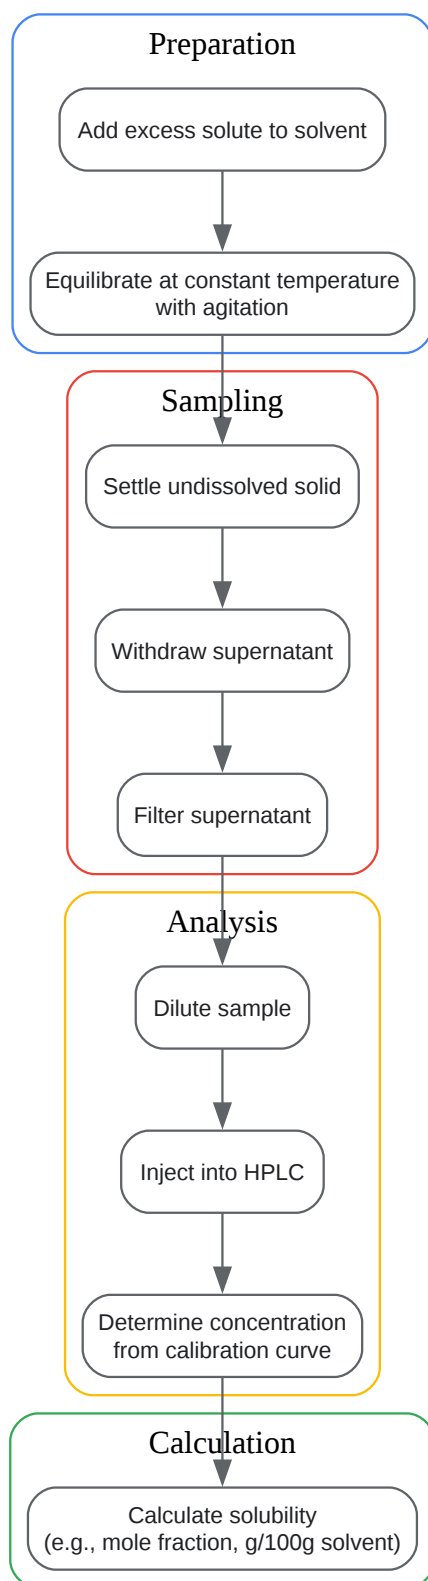 Preparation
Add excess solute to solvent
Equilibrate at constant temperature
with agitation
Sampling
Settle undissolved solid
Withdraw supernatant
Filter supernatant
Analysis
Dilute sample
Inject into HPLC
Determine concentration
from calibration curve
Calculation
Calculate solubility
(e.g., mole fraction, g/100g solvent)